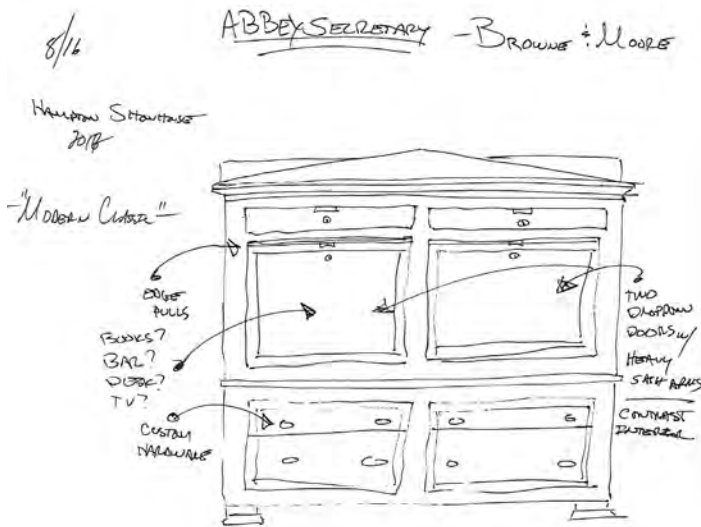 8/16
ABBEY SECRETARY - BROWNE & MOORE
HAMPTON SHOWHOUSE
2018
- "MODERN CLASSIC" -
EDGE
PULLS
BOOKS?
BAR?
DESK?
TV?
CUSTOM
HARDWARE
TWO
DROPDOWN
DOORS w/
HEAVY
SASH ARMS
CONTRAST
INTERIOR